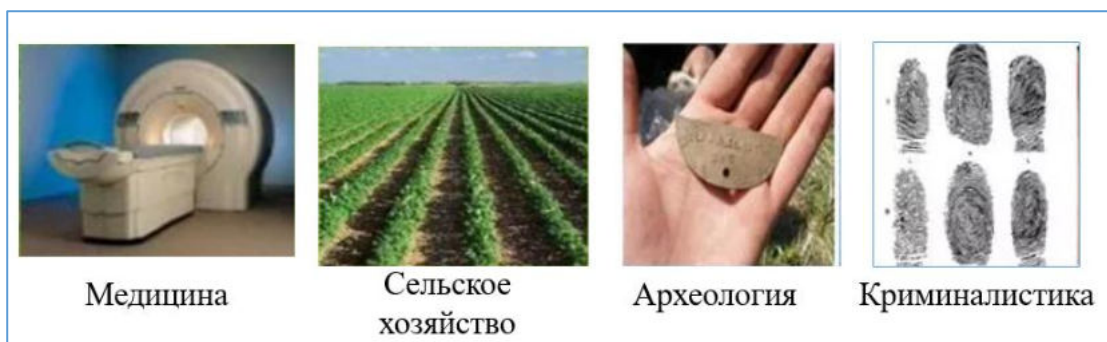 Медицина
Сельское
хозяйство
Археология
Криминалистика